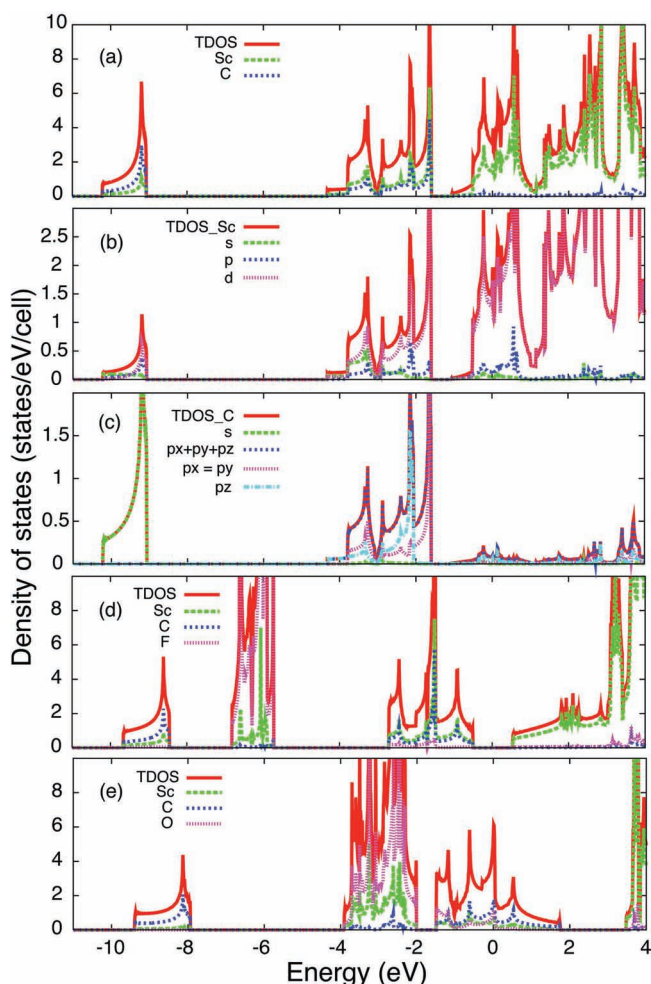 Density of states (states/eV/cell)
10
8
6
4
2
0
(a)
TDOS
Sc
C
2.5
2
1.5
1
0.5
0
(b)
TDOS_Sc
s
p
d
1.5
1
0.5
0
(c)
TDOS_C
s
px+py+pz
px = py
pz
8
6
4
2
0
(d)
TDOS
Sc
C
F
8
6
4
2
0
(e)
TDOS
Sc
C
O
-10 -8 -6 -4 -2 0 2 4
Energy (eV)